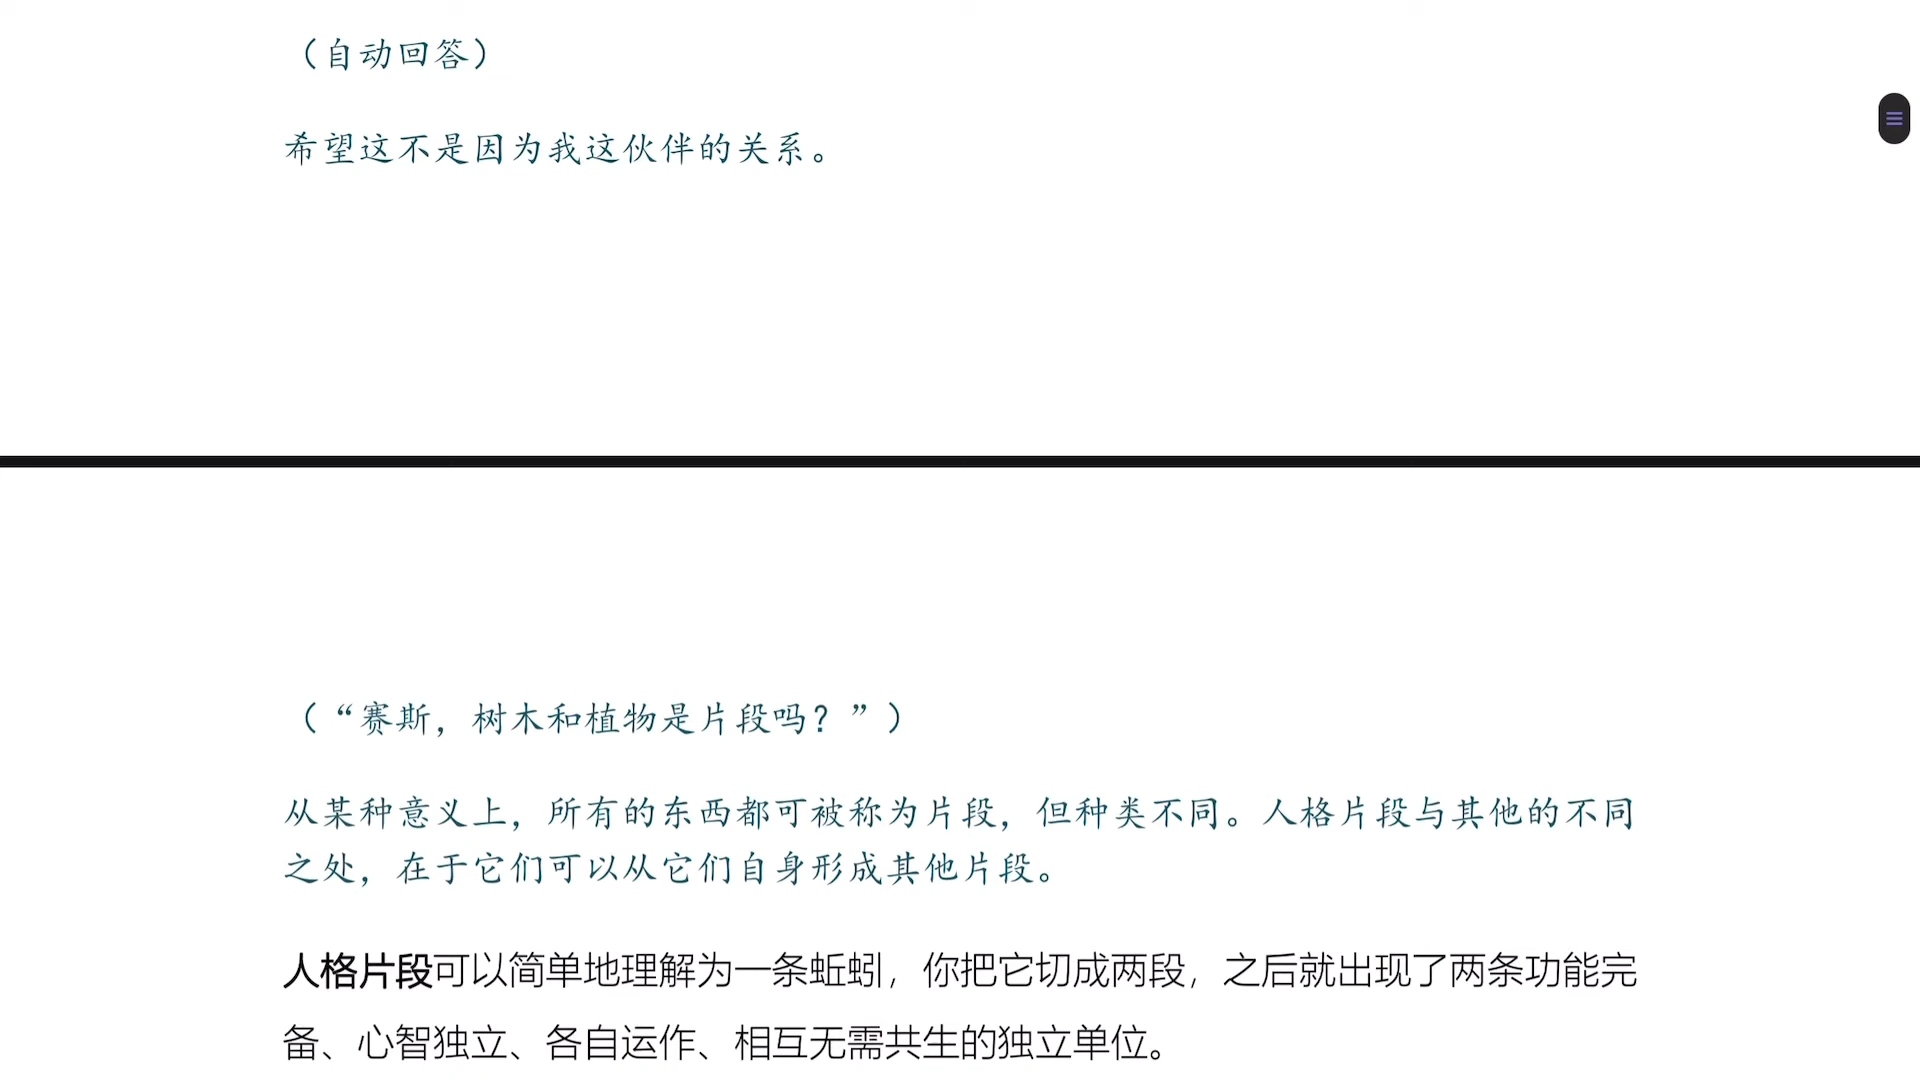 （自动回答）
希望这不是因为我这伙伴的关系。
（“赛斯，树木和植物是片段吗？”）
从某种意义上，所有的东西都可被称为片段，但种类不同。人格片段与其他的不同
之处，在于它们可以从它们自身形成其他片段。
人格片段可以简单地理解为一条蚯蚓，你把它切成两段，之后就出现了两条功能完
备、心智独立、各自运作、相互无需共生的独立单位。